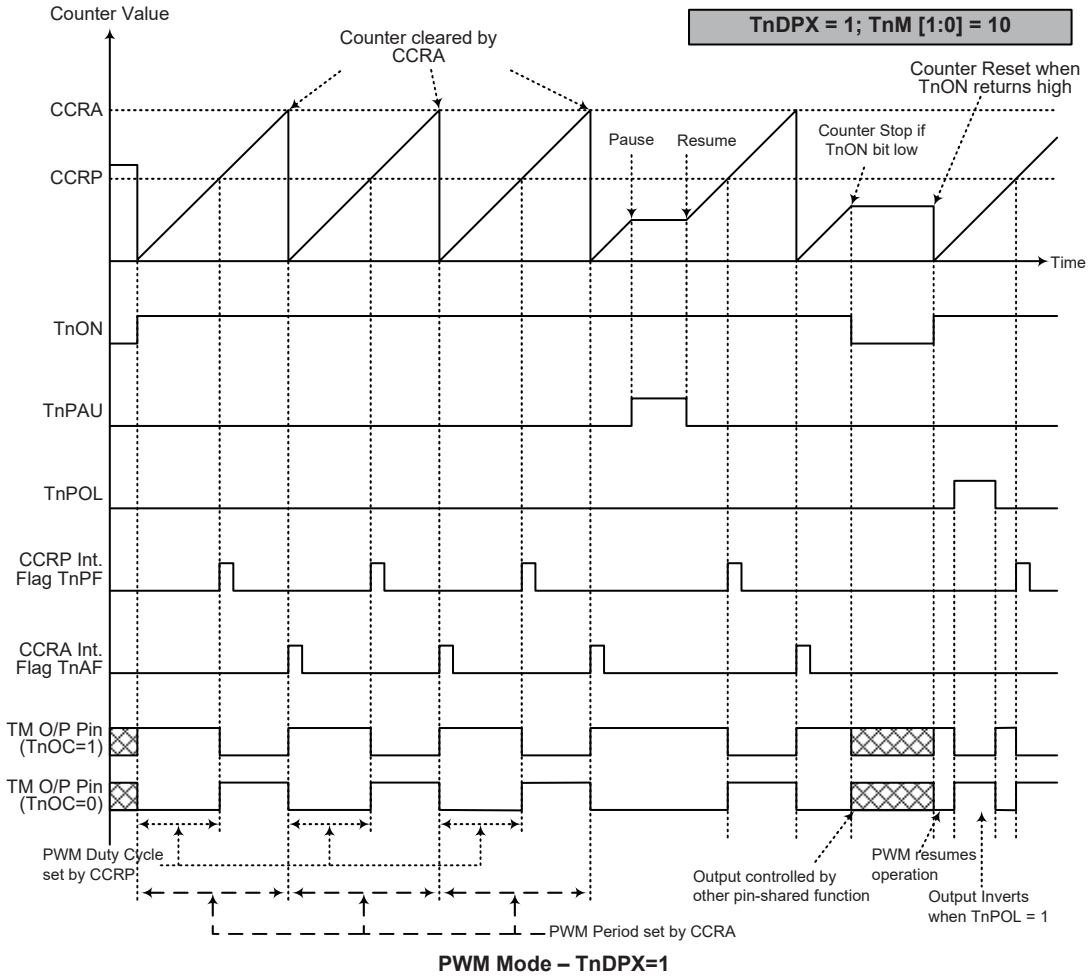 Counter Value
TnDPX = 1; TnM [1:0] = 10
Counter cleared by
CCRA
Counter Reset when
TnON returns high
CCRA
Pause
Resume
Counter Stop if
TnON bit low
CCRP
Time
TnON
TnPAU
TnPOL
CCRP Int.
Flag TnPF
CCRA Int.
Flag TnAF
TM O/P Pin
(TnOC=1)
TM O/P Pin
(TnOC=0)
PWM Duty Cycle
set by CCRP
PWM resumes
operation
Output controlled by
other pin-shared function
Output Inverts
when TnPOL = 1
PWM Period set by CCRA
PWM Mode – TnDPX=1